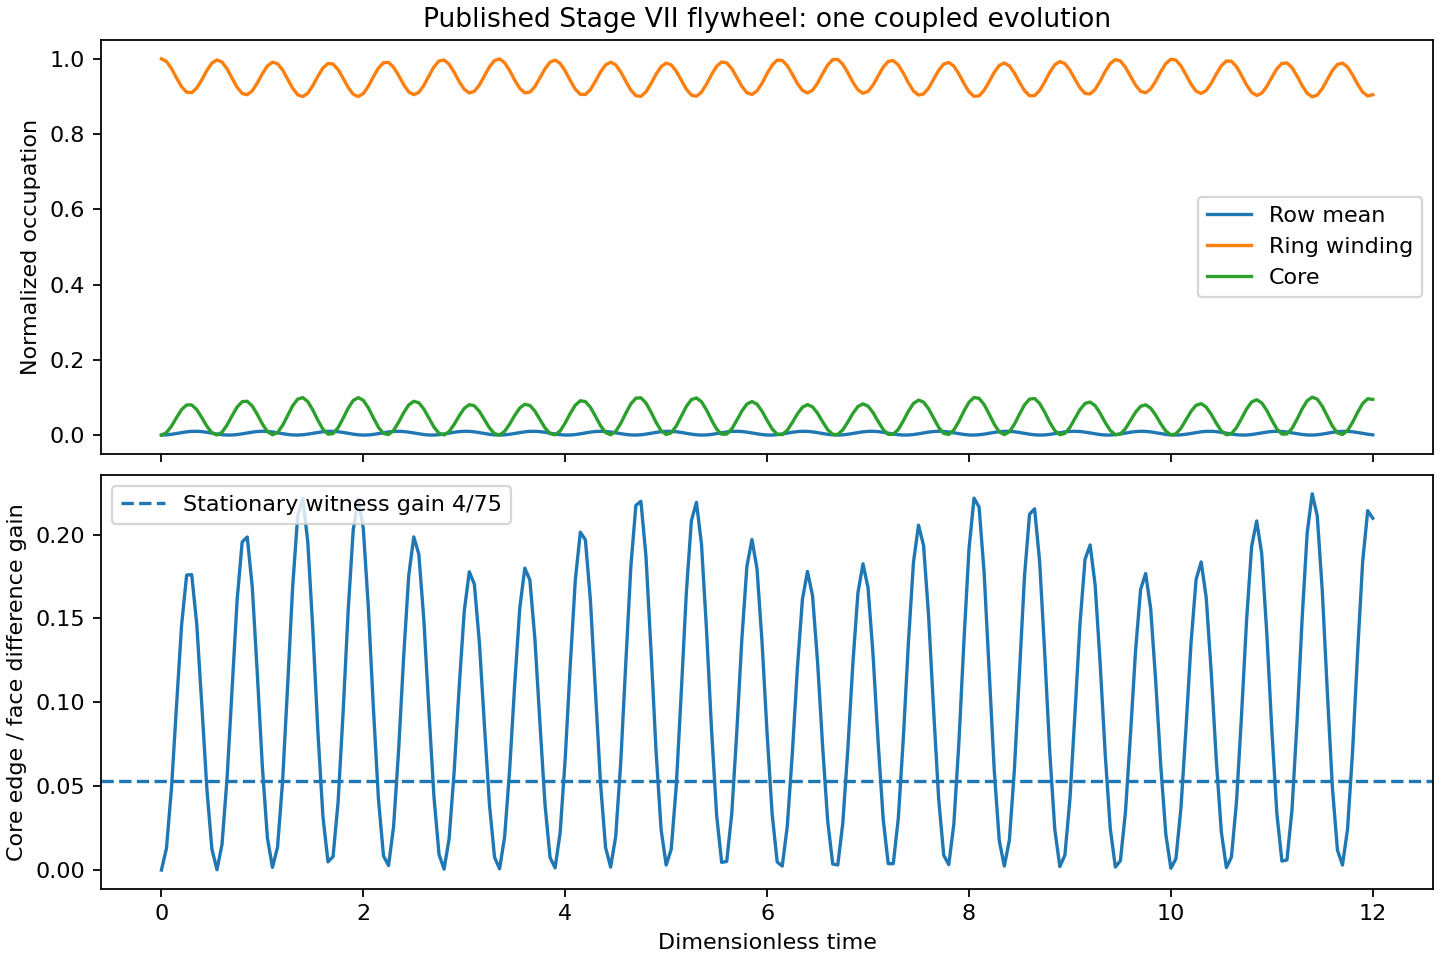 Published Stage VII flywheel: one coupled evolution
Normalized occupation
1.0
0.8
0.6
0.4
0.2
0.0
Row mean
Ring winding
Core
Core edge / face difference gain
0.20
0.15
0.10
0.05
0.00
Stationary witness gain 4/75
0 2 4 6 8 10 12
Dimensionless time